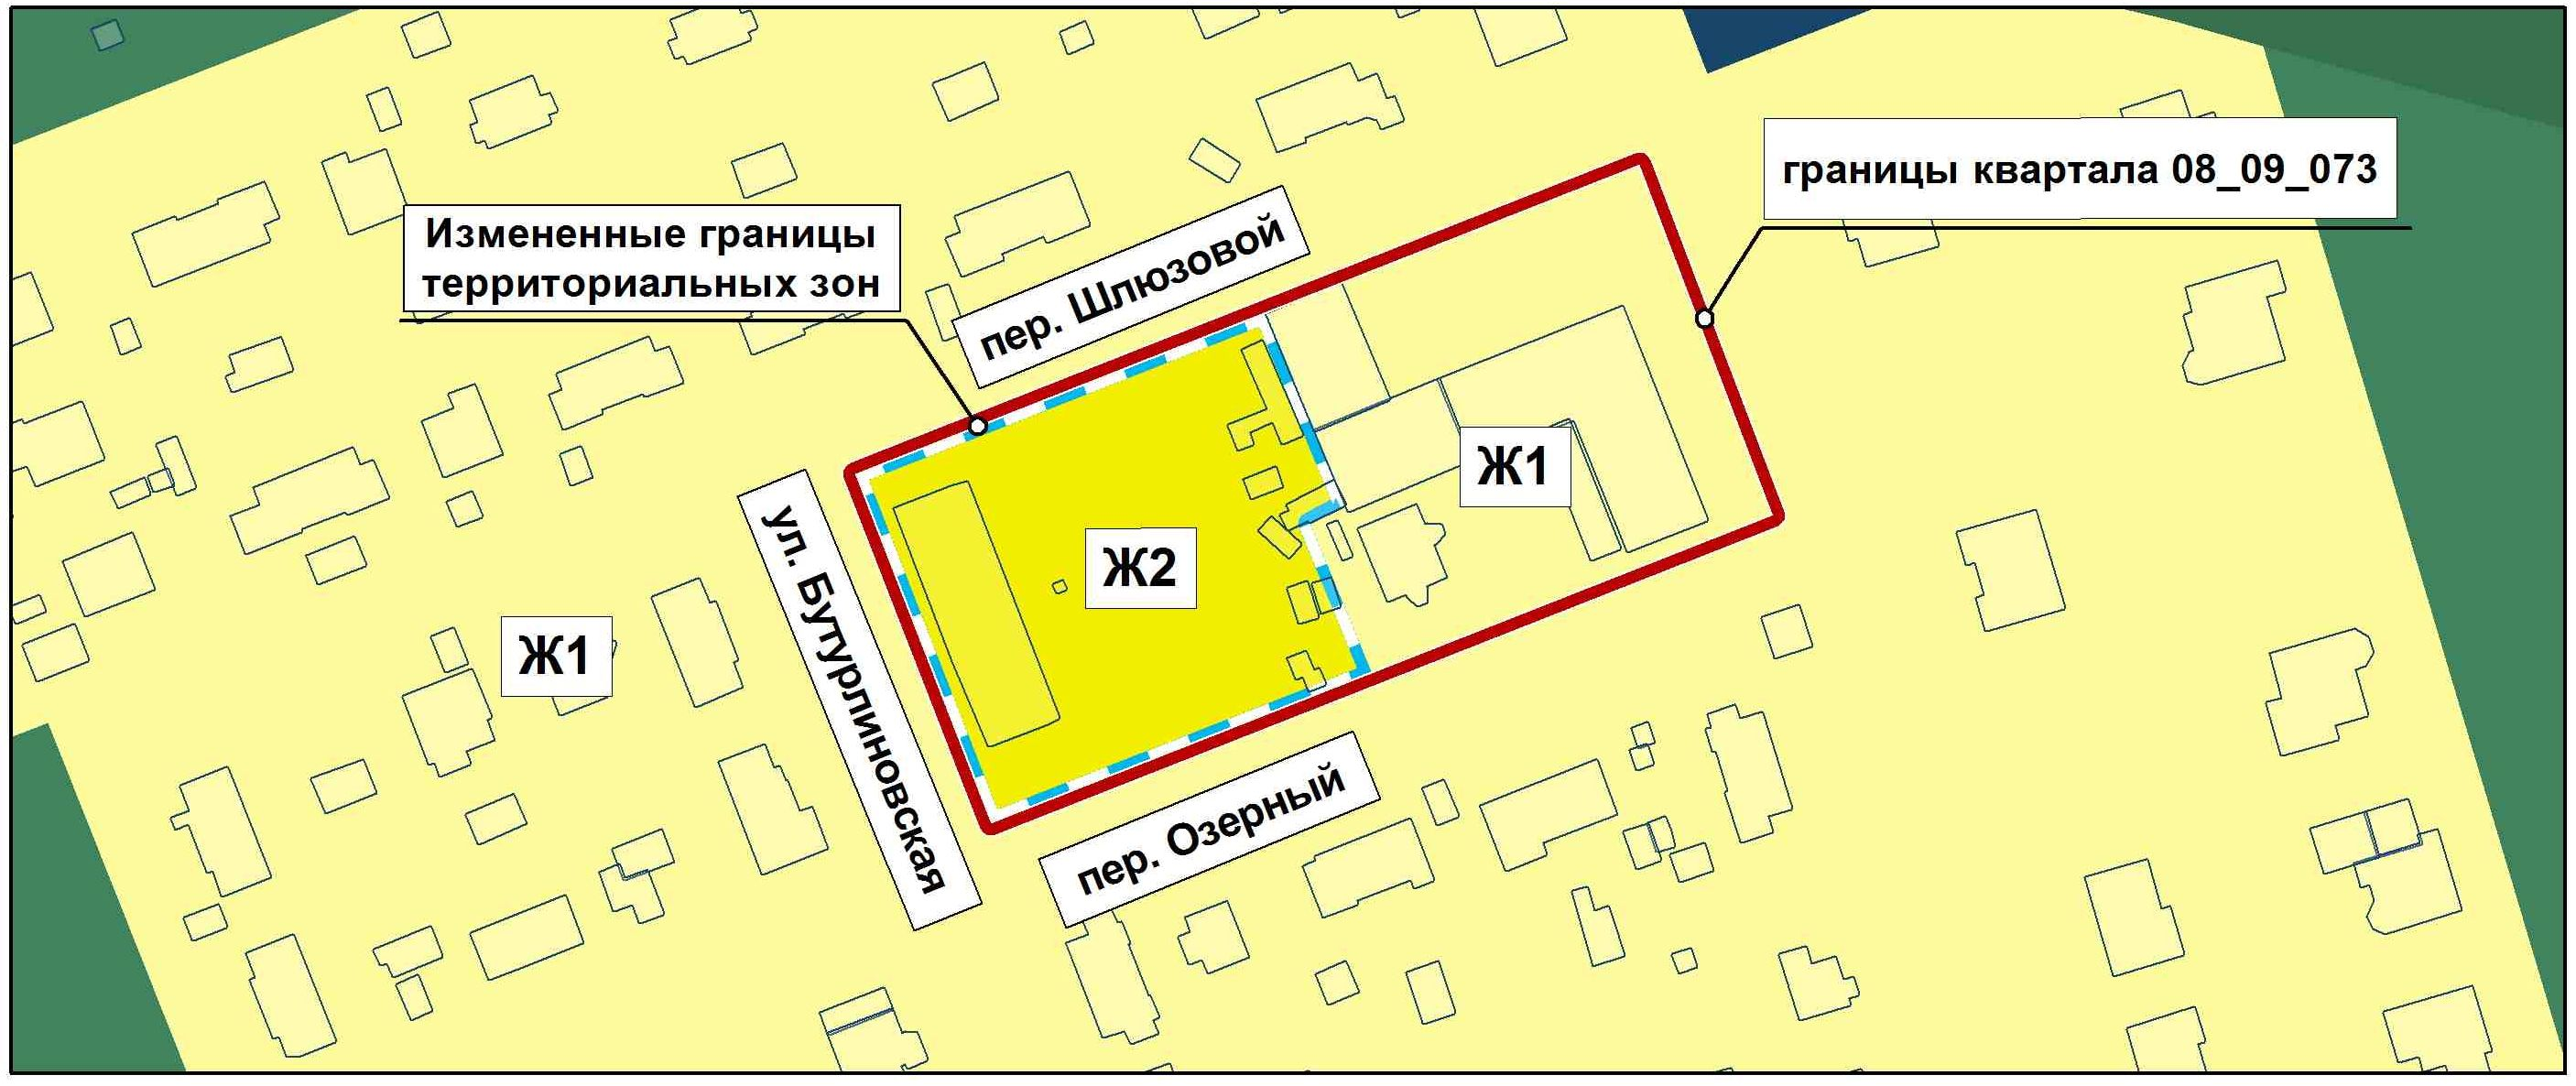 границы квартала 08_09_073
Измененные границы
территориальных зон
пер. Шлюзовой
Ж1
Ж2
Ж1
ул. Бутурлиновская
пер. Озерный